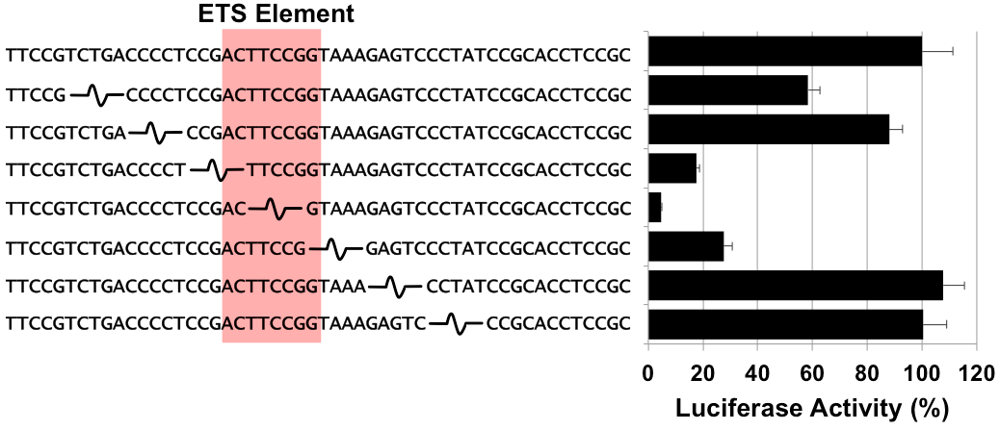 ETS Element
TTCCGTCTGACCCCTCCGACTTCCGGTAAAGAGTCCCTATCCGCACCTCCGC
TTCCG CCCCTCCGACTTCCGGTAAAGAGTCCCTATCCGCACCTCCGC
TTCCGTCTGA CCGACTTCCGGTAAAGAGTCCCTATCCGCACCTCCGC
TTCCGTCTGACCCCT TTCCGGTAAAGAGTCCCTATCCGCACCTCCGC
TTCCGTCTGACCCCTCCGAC GTAAAGAGTCCCTATCCGCACCTCCGC
TTCCGTCTGACCCCTCCGACTTCCG GAGTCCCTATCCGCACCTCCGC
TTCCGTCTGACCCCTCCGACTTCCGGTAAA CCTATCCGCACCTCCGC
TTCCGTCTGACCCCTCCGACTTCCGGTAAAGAGTC CCGCACCTCCGC
0 20 40 60 80 100 120
Luciferase Activity (%)